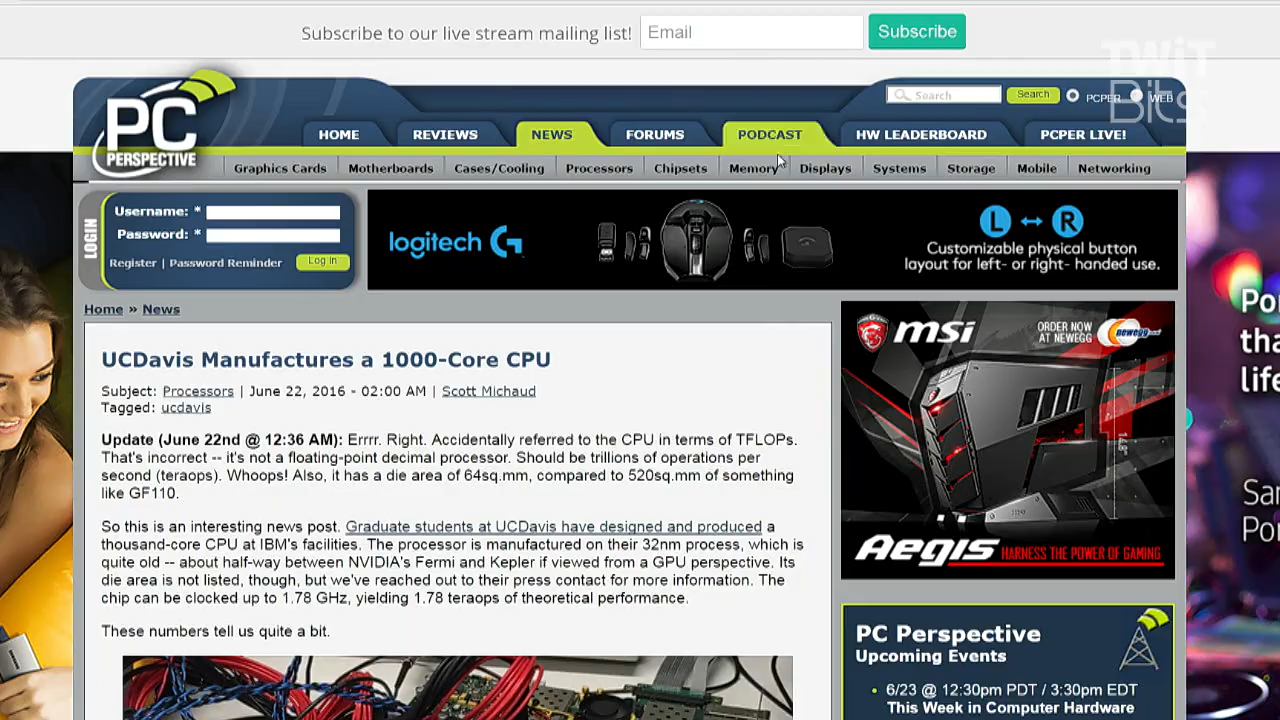 Subscribe to our live stream mailing list! Email Subscribe
TWiT
Bits
PC
PERSPECTIVE
Search Search PCPER WEB
HOME REVIEWS NEWS FORUMS PODCAST HW LEADERBOARD PCPER LIVE!
Graphics Cards Motherboards Cases/Cooling Processors Chipsets Memory Displays Systems Storage Mobile Networking
LOGIN
Username: *
Password: *
Register | Password Reminder Log in
logitech G
L ↔ R
Customizable physical button
layout for left- or right- handed use.
Home » News
UCDavis Manufactures a 1000-Core CPU
Subject: Processors | June 22, 2016 - 02:00 AM | Scott Michaud
Tagged: ucdavis
Update (June 22nd @ 12:36 AM): Errrr. Right. Accidentally referred to the CPU in terms of TFLOPs.
That's incorrect -- it's not a floating-point decimal processor. Should be trillions of operations per
second (teraops). Whoops! Also, it has a die area of 64sq.mm, compared to 520sq.mm of something
like GF110.
So this is an interesting news post. Graduate students at UCDavis have designed and produced a
thousand-core CPU at IBM's facilities. The processor is manufactured on their 32nm process, which is
quite old -- about half-way between NVIDIA's Fermi and Kepler if viewed from a GPU perspective. Its
die area is not listed, though, but we've reached out to their press contact for more information. The
chip can be clocked up to 1.78 GHz, yielding 1.78 teraops of theoretical performance.
These numbers tell us quite a bit.
msi
ORDER NOW
AT NEWEGG newegg
Aegis HARNESS THE POWER OF GAMING
PC Perspective
Upcoming Events
6/23 @ 12:30pm PDT / 3:30pm EDT
This Week in Computer Hardware